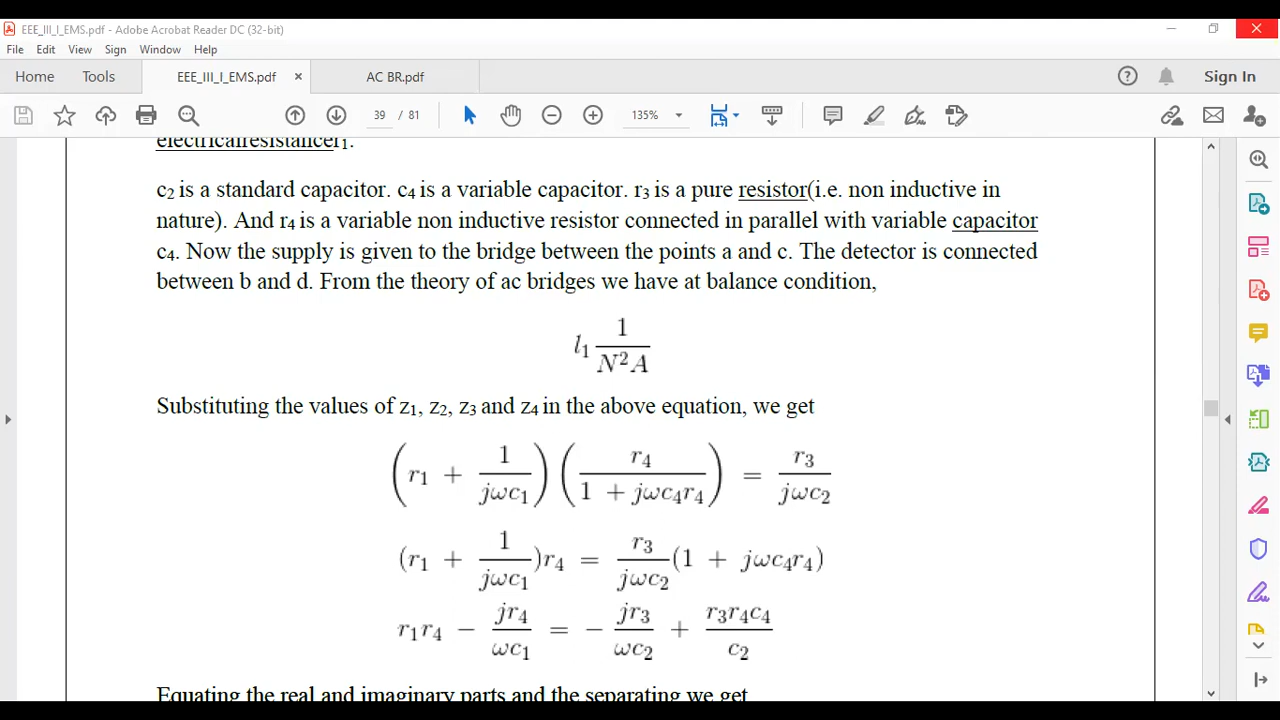 EEE_III_I_EMS.pdf - Adobe Acrobat Reader DC (32-bit)
File Edit View Sign Window Help
Home Tools EEE_III_I_EMS.pdf × AC BR.pdf Sign In
39 / 81 135%
electricalresistancer₁.
c₂ is a standard capacitor. c₄ is a variable capacitor. r₃ is a pure resistor(i.e. non inductive in
nature). And r₄ is a variable non inductive resistor connected in parallel with variable capacitor
c₄. Now the supply is given to the bridge between the points a and c. The detector is connected
between b and d. From the theory of ac bridges we have at balance condition,
l₁ 1/(N²A)
Substituting the values of z₁, z₂, z₃ and z₄ in the above equation, we get
(r₁ + 1/(jωc₁)) (r₄/(1 + jωc₄r₄)) = r₃/(jωc₂)
(r₁ + 1/(jωc₁))r₄ = r₃/(jωc₂) (1 + jωc₄r₄)
r₁r₄ − jr₄/(ωc₁) = − jr₃/(ωc₂) + r₃r₄c₄/c₂
Equating the real and imaginary parts and the separating we get